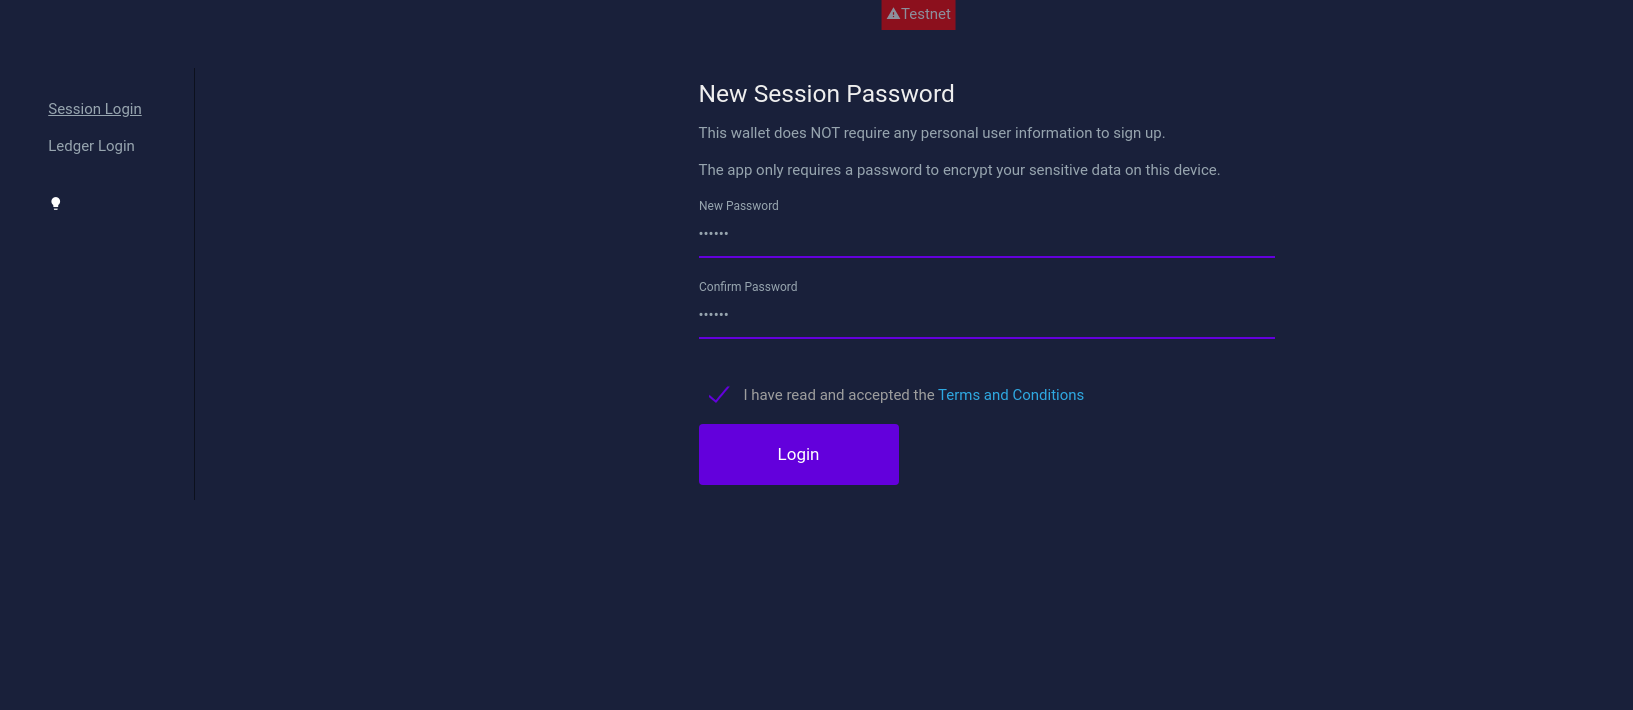 Testnet
Session Login
Ledger Login
New Session Password
This wallet does NOT require any personal user information to sign up.
The app only requires a password to encrypt your sensitive data on this device.
New Password
••••••
Confirm Password
••••••
I have read and accepted the Terms and Conditions
Login